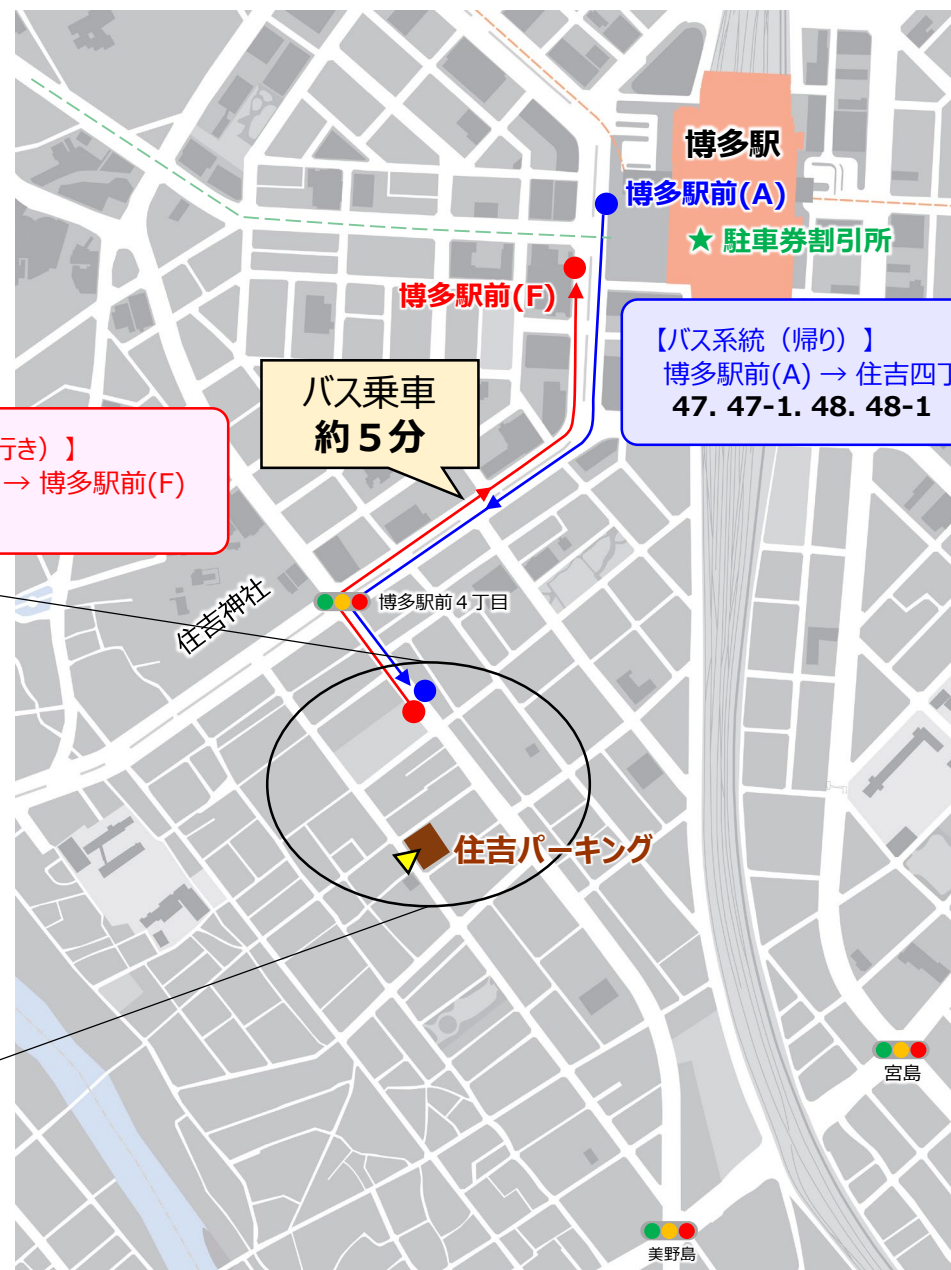 博多駅
博多駅前(A)
★ 駐車券割引所
博多駅前(F)
【バス系統（帰り）】
博多駅前(A) → 住吉四丁
47. 47-1. 48. 48-1
バス乗車
約５分
行き）】
→ 博多駅前(F)
住吉神社
博多駅前４丁目
住吉パーキング
宮島
美野島